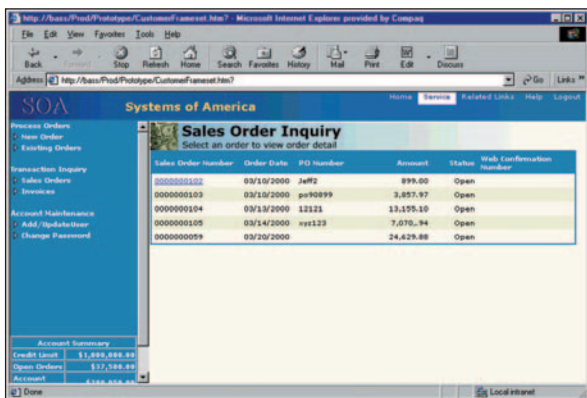 http://bass/Prod/Prototype/CustomerFrameset.htm? - Microsoft Internet Explorer provided by Compaq
File Edit View Favorites Tools Help
Back Stop Refresh Home Search Favorites History Mail Print Edit Discuss
Address http://bass/Prod/Prototype/CustomerFrameset.htm? Go Links »
SOA Systems of America Home Service Related Links Help Logout
Process Orders
New Order
Existing Orders
Transaction Inquiry
Sales Orders
Invoices
Account Maintenance
Add/UpdateUser
Change Password
Account Summary
Credit Limit $1,000,000.00
Open Orders $37,500.00
Account
Sales Order Inquiry
Select an order to view order detail
Sales Order Number Order Date PO Number Amount Status Web Confirmation Number
0000000102 03/10/2000 Jeff2 899.00 Open
0000000103 03/10/2000 po90899 3,857.97 Open
0000000104 03/13/2000 12121 13,155.10 Open
0000000105 03/14/2000 xyz123 7,070,.94 Open
0000000059 03/20/2000 24,629.88 Open
Done Local intranet